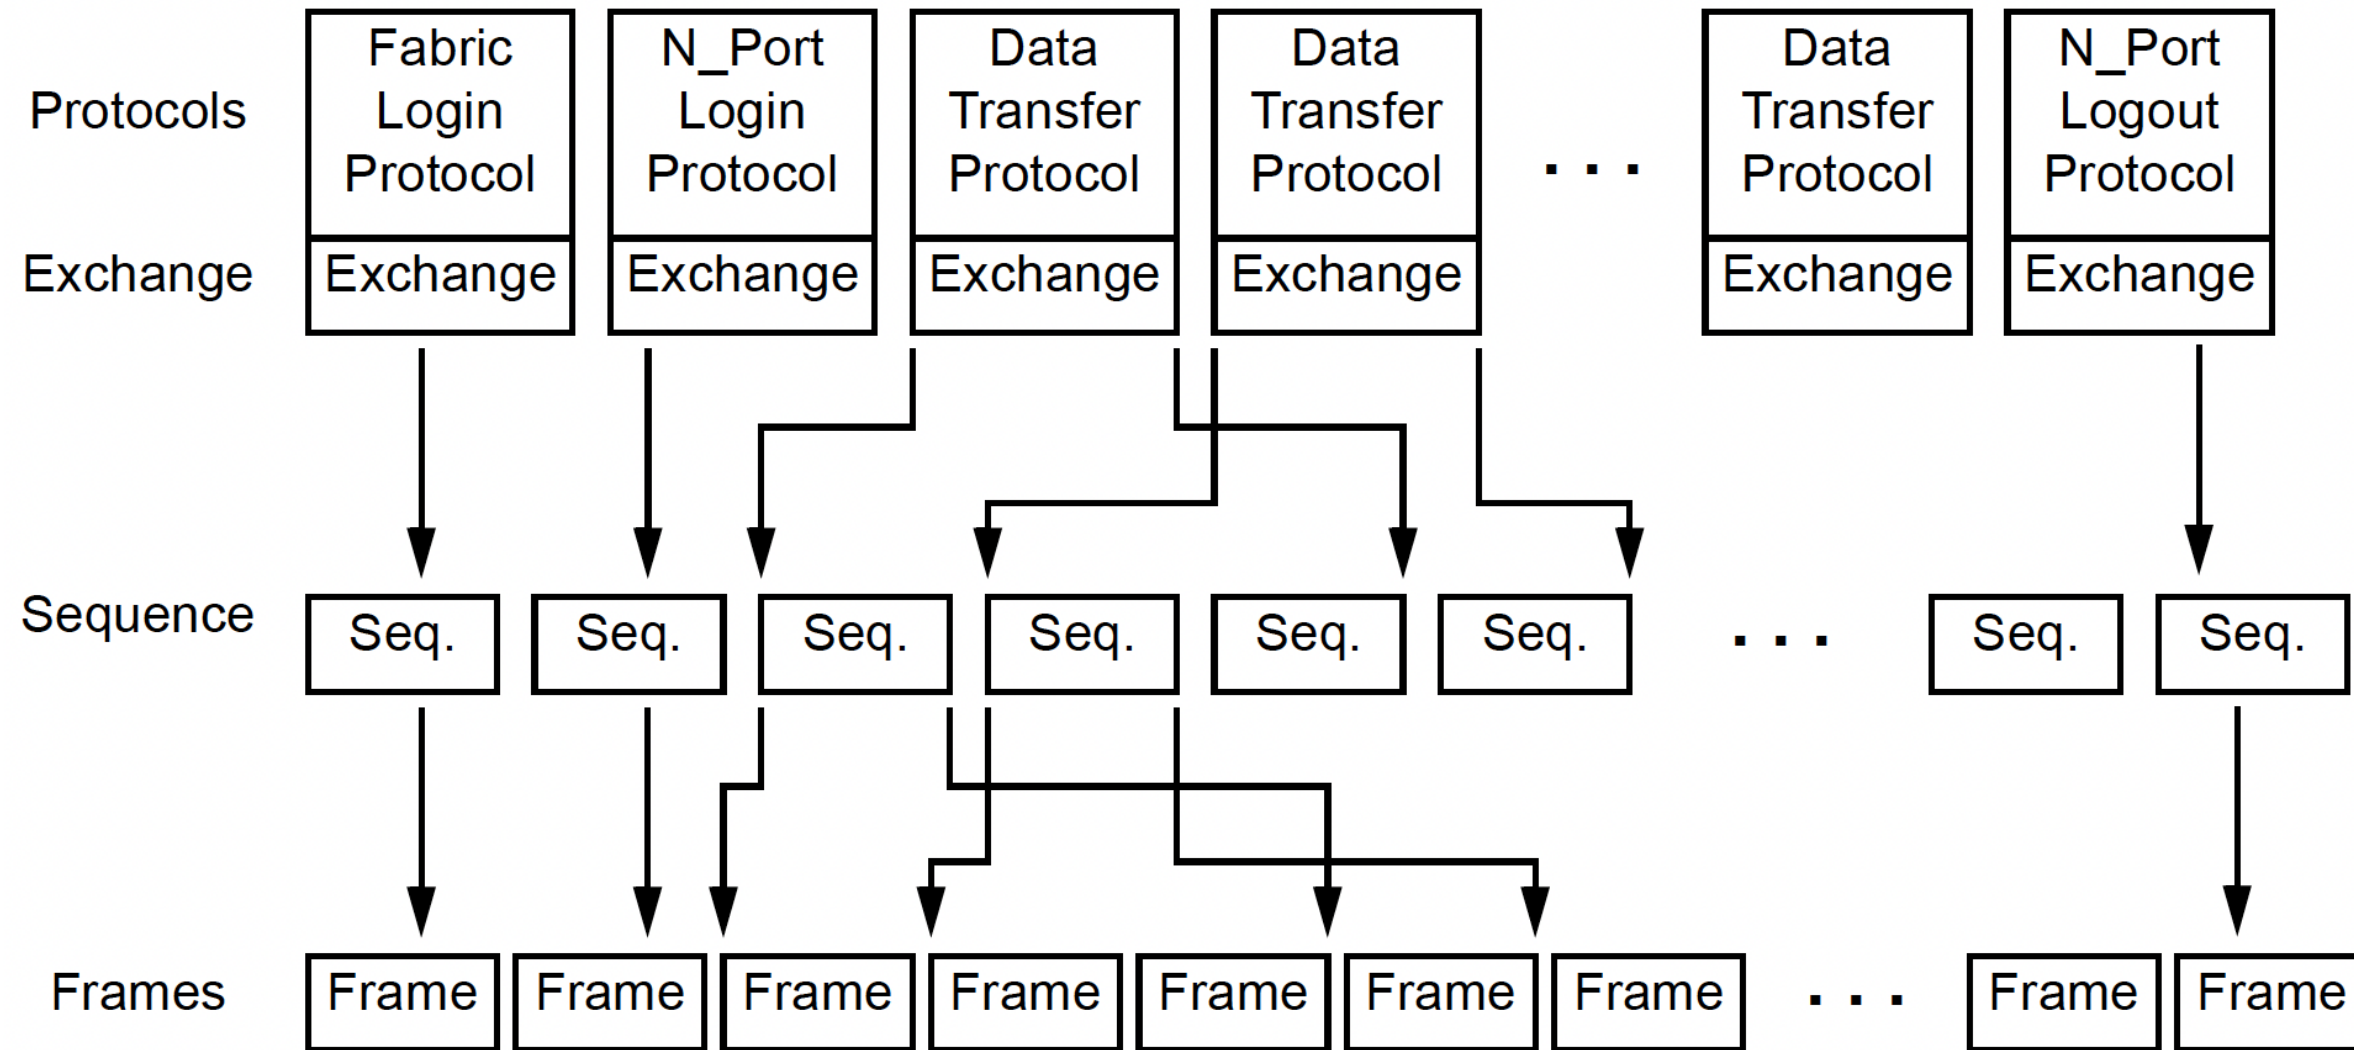 Protocols
Fabric
Login
Protocol
N_Port
Login
Protocol
Data
Transfer
Protocol
Data
Transfer
Protocol
. . .
Data
Transfer
Protocol
N_Port
Logout
Protocol
Exchange
Exchange
Exchange
Exchange
Exchange
Exchange
Exchange
Sequence
Seq.
Seq.
Seq.
Seq.
Seq.
Seq.
. . .
Seq.
Seq.
Frames
Frame
Frame
Frame
Frame
Frame
Frame
Frame
. . .
Frame
Frame